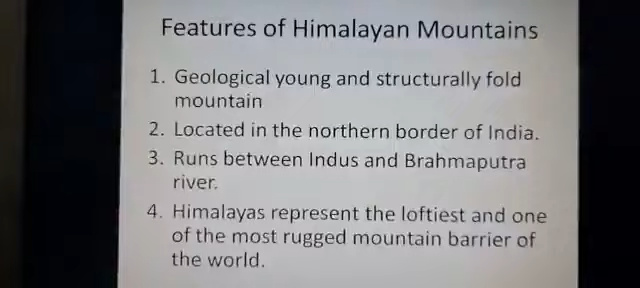 Features of Himalayan Mountains
1. Geological young and structurally fold
mountain
2. Located in the northern border of India.
3. Runs between Indus and Brahmaputra
river.
4. Himalayas represent the loftiest and one
of the most rugged mountain barrier of
the world.